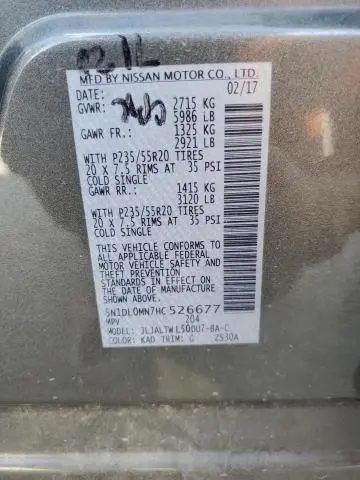 MFD BY NISSAN MOTOR CO., LTD.
DATE: 02/17
GVWR: 2715 KG
5986 LB
GAWR FR.: 1325 KG
2921 LB
WITH P235/55R20 TIRES
20 X 7.5 RIMS AT 35 PSI
COLD SINGLE
GAWR RR.: 1415 KG
3120 LB
WITH P235/55R20 TIRES
20 X 7.5 RIMS AT 35 PSI
COLD SINGLE
THIS VEHICLE CONFORMS TO
ALL APPLICABLE FEDERAL
MOTOR VEHICLE SAFETY AND
THEFT PREVENTION
STANDARDS IN EFFECT ON
THE DATE OF MANUFACTURE
SHOWN ABOVE.
5N1DL0MN7HC526677
MPV 204
MODEL: JLJALTWL50UU7-BA-C
COLOR: KAD TRIM: G 2530A